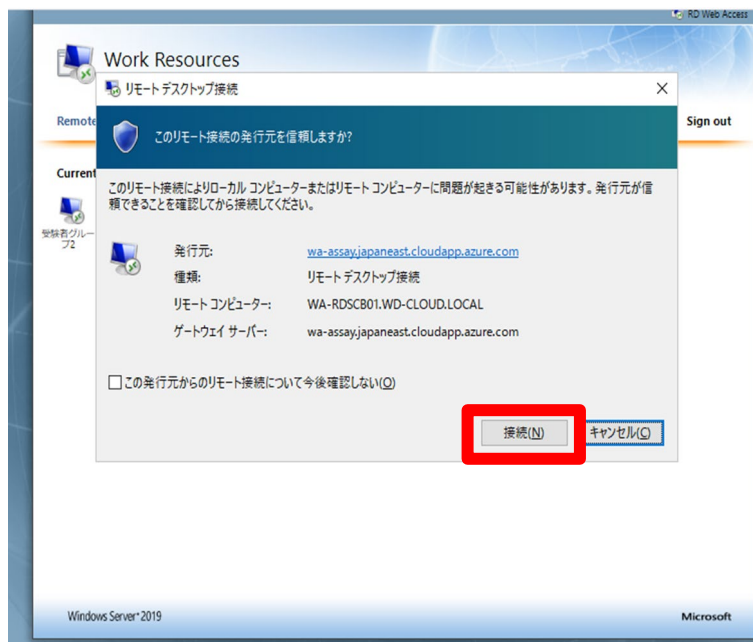 RD Web Access
Work Resources
リモート デスクトップ接続
Remote
Sign out
このリモート接続の発行元を信頼しますか?
Current
このリモート接続によりローカル コンピューターまたはリモート コンピューターに問題が起きる可能性があります。発行元が信
頼できることを確認してから接続してください。
受験者グルー
プ2
発行元: wa-assay.japaneast.cloudapp.azure.com
種類: リモート デスクトップ接続
リモート コンピューター: WA-RDSCB01.WD-CLOUD.LOCAL
ゲートウェイ サーバー: wa-assay.japaneast.cloudapp.azure.com
この発行元からのリモート接続について今後確認しない(O)
接続(N) キャンセル(C)
Windows Server 2019
Microsoft